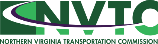 NVTC
NORTHERN VIRGINIA TRANSPORTATION COMMISSION